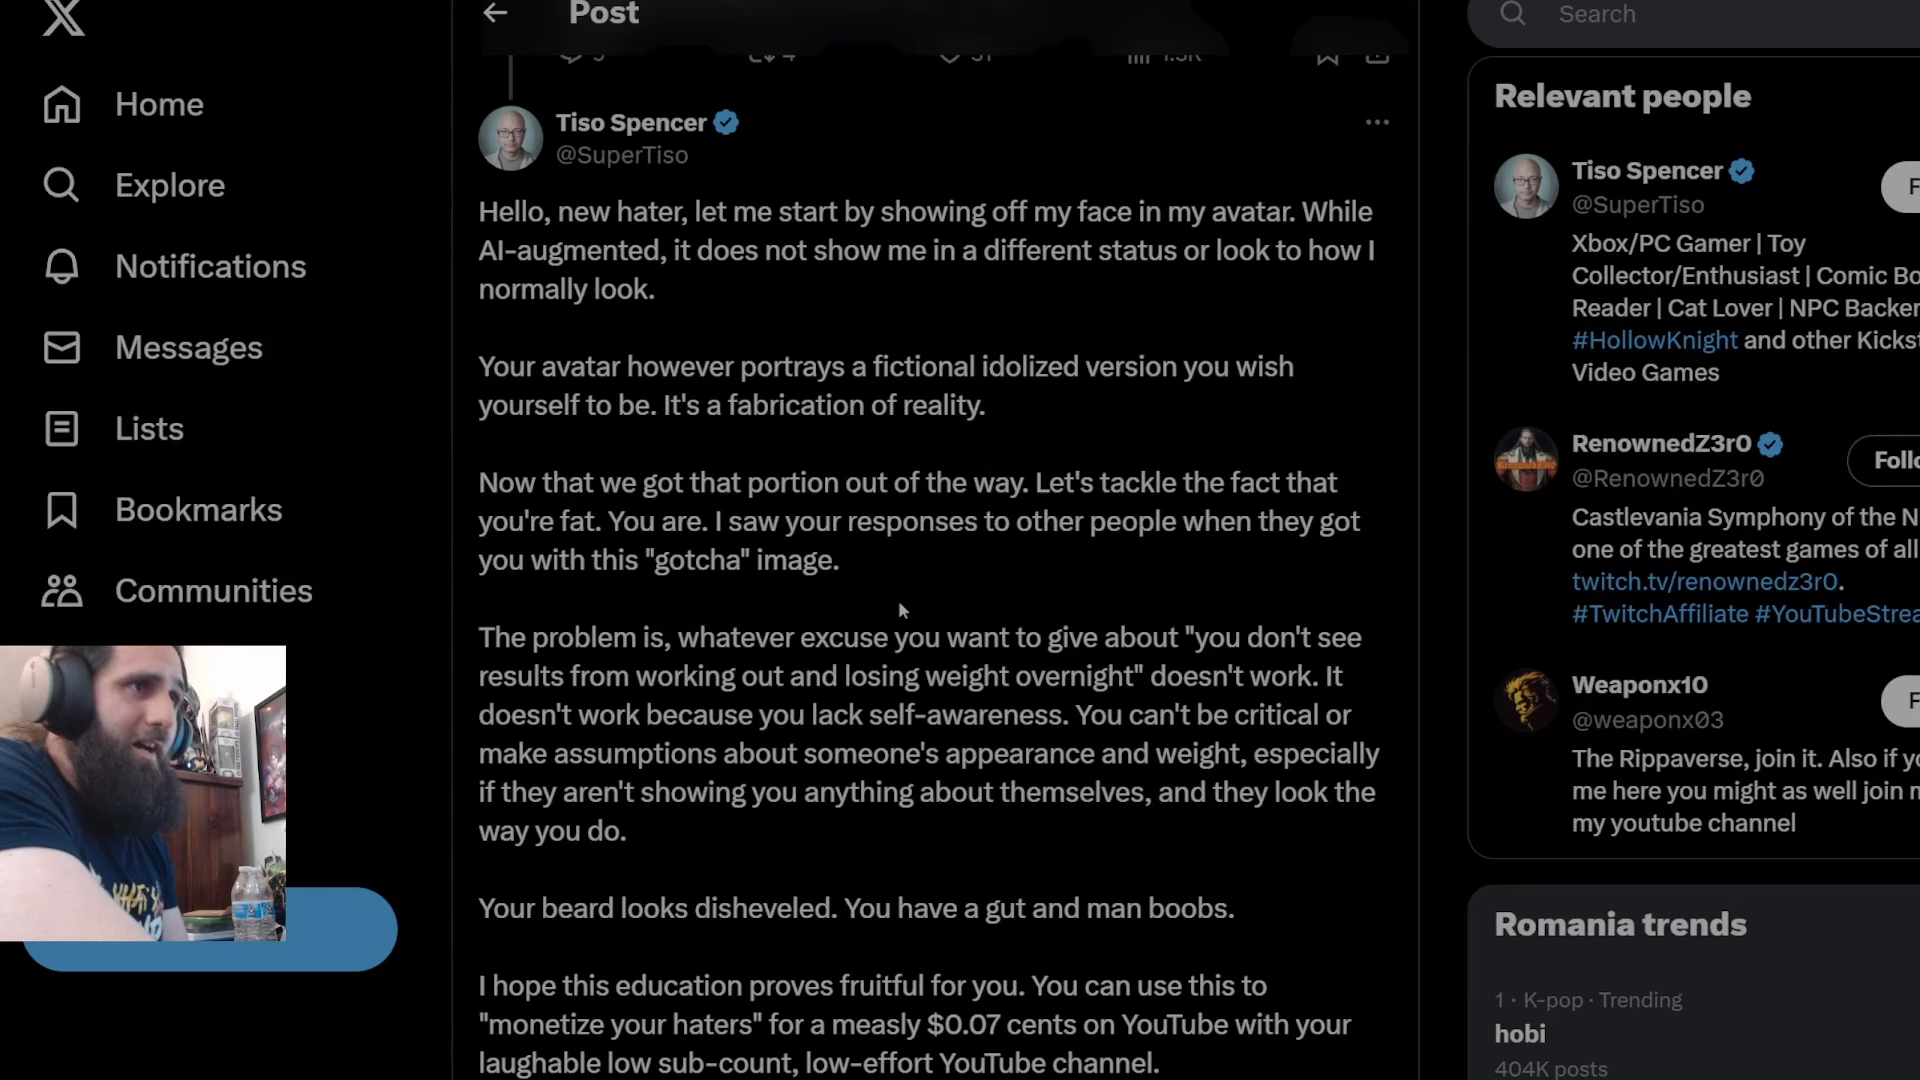 Home
Explore
Notifications
Messages
Lists
Bookmarks
Communities
Post
Tiso Spencer
@SuperTiso
Hello, new hater, let me start by showing off my face in my avatar. While
AI-augmented, it does not show me in a different status or look to how I
normally look.
Your avatar however portrays a fictional idolized version you wish
yourself to be. It's a fabrication of reality.
Now that we got that portion out of the way. Let's tackle the fact that
you're fat. You are. I saw your responses to other people when they got
you with this "gotcha" image.
The problem is, whatever excuse you want to give about "you don't see
results from working out and losing weight overnight" doesn't work. It
doesn't work because you lack self-awareness. You can't be critical or
make assumptions about someone's appearance and weight, especially
if they aren't showing you anything about themselves, and they look the
way you do.
Your beard looks disheveled. You have a gut and man boobs.
I hope this education proves fruitful for you. You can use this to
"monetize your haters" for a measly $0.07 cents on YouTube with your
laughable low sub-count, low-effort YouTube channel.
Search
Relevant people
Tiso Spencer
@SuperTiso
F
Xbox/PC Gamer | Toy
Collector/Enthusiast | Comic Bo
Reader | Cat Lover | NPC Backer
#HollowKnight and other Kickst
Video Games
RenownedZ3r0
@RenownedZ3r0
Follo
Castlevania Symphony of the N
one of the greatest games of all
twitch.tv/renownedz3r0.
#TwitchAffiliate #YouTubeStrea
Weaponx10
@weaponx03
F
The Rippaverse, join it. Also if yo
me here you might as well join m
my youtube channel
Romania trends
1 · K-pop · Trending
hobi
404K posts